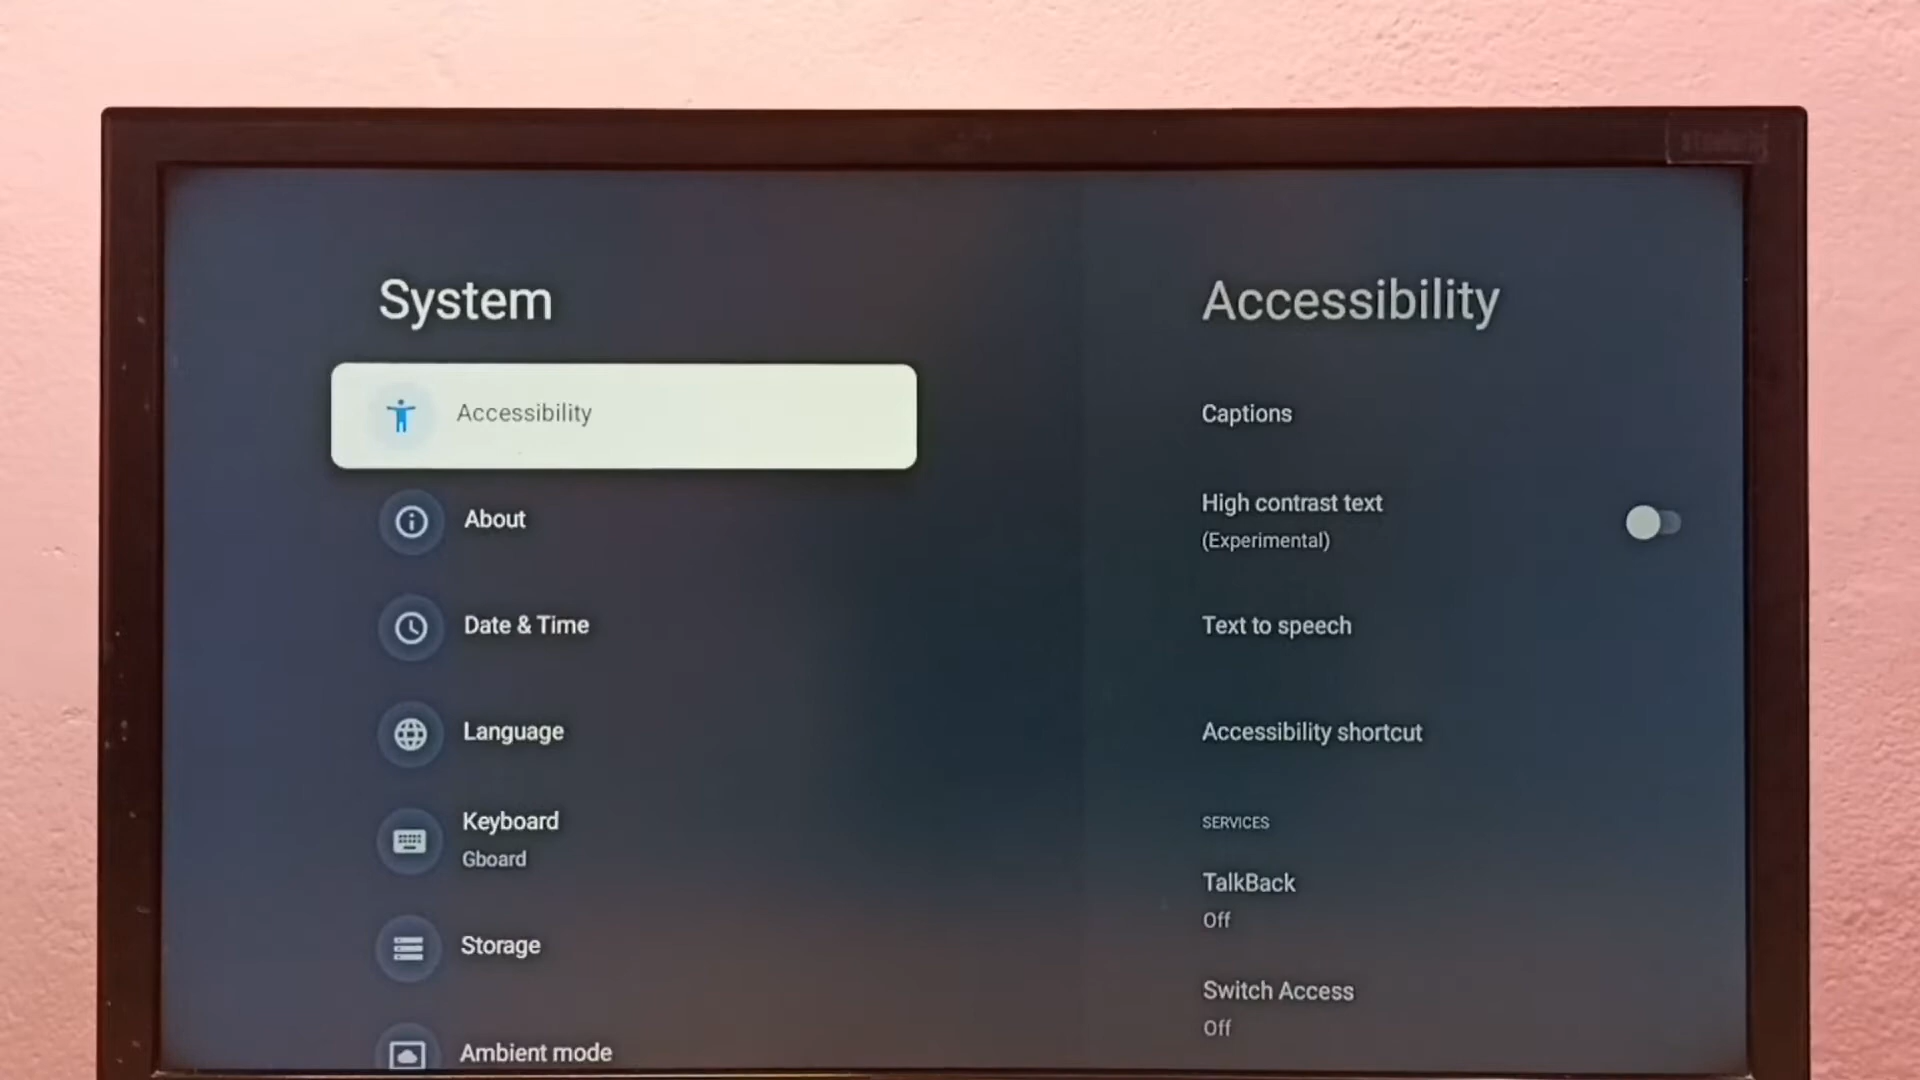 System
Accessibility
About
Date & Time
Language
Keyboard
Gboard
Storage
Ambient mode
Accessibility
Captions
High contrast text
(Experimental)
Text to speech
Accessibility shortcut
SERVICES
TalkBack
Off
Switch Access
Off